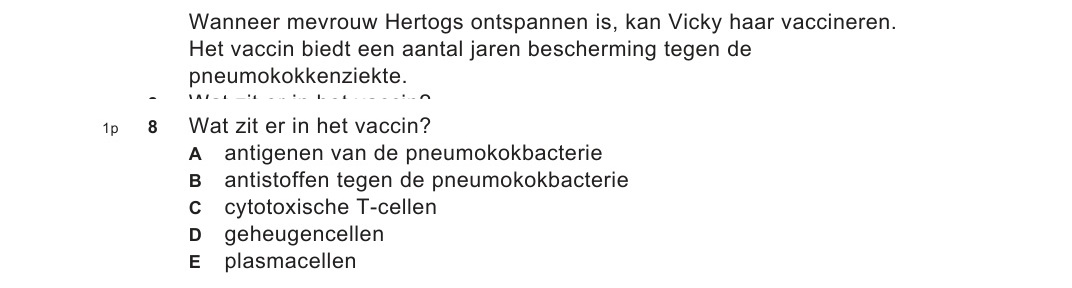 Wanneer mevrouw Hertogs ontspannen is, kan Vicky haar vaccineren.
Het vaccin biedt een aantal jaren bescherming tegen de
pneumokokkenziekte.
1p 8 Wat zit er in het vaccin?
A antigenen van de pneumokokbacterie
B antistoffen tegen de pneumokokbacterie
C cytotoxische T-cellen
D geheugencellen
E plasmacellen